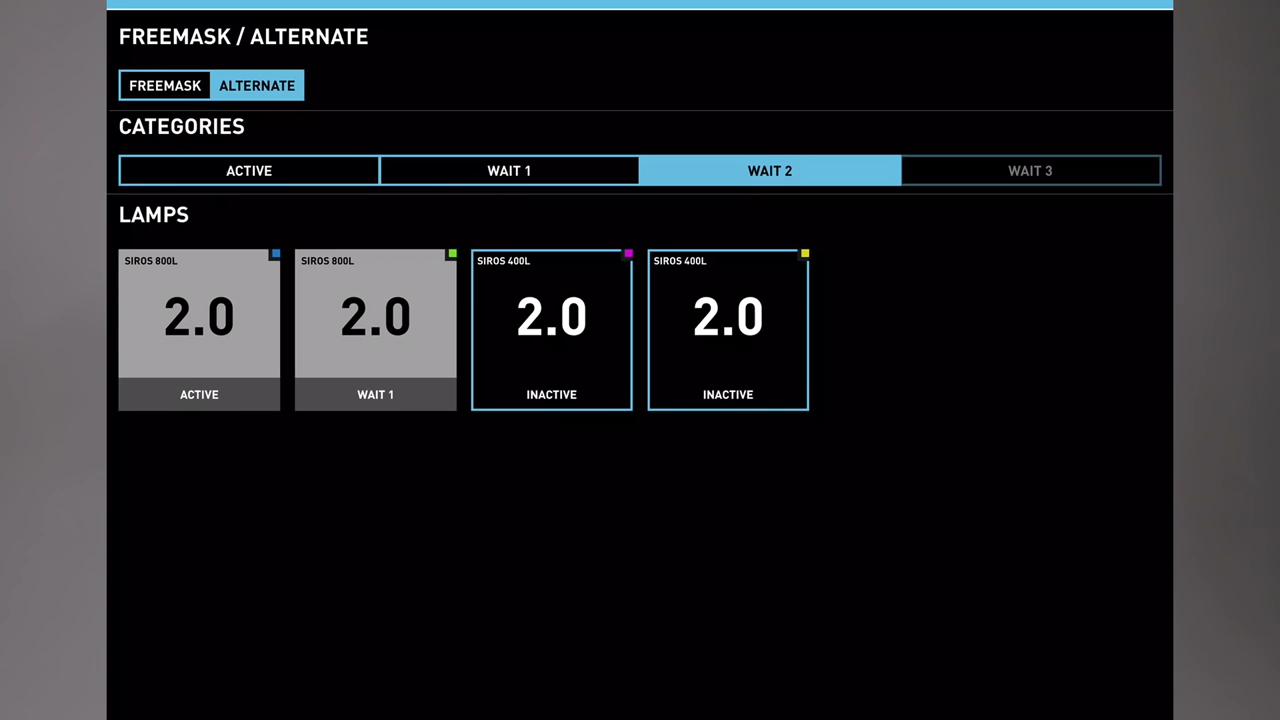 FREEMASK / ALTERNATE
FREEMASK ALTERNATE
CATEGORIES
ACTIVE WAIT 1 WAIT 2 WAIT 3
LAMPS
SIROS 800L SIROS 800L SIROS 400L SIROS 400L
2.0 2.0 2.0 2.0
ACTIVE WAIT 1 INACTIVE INACTIVE